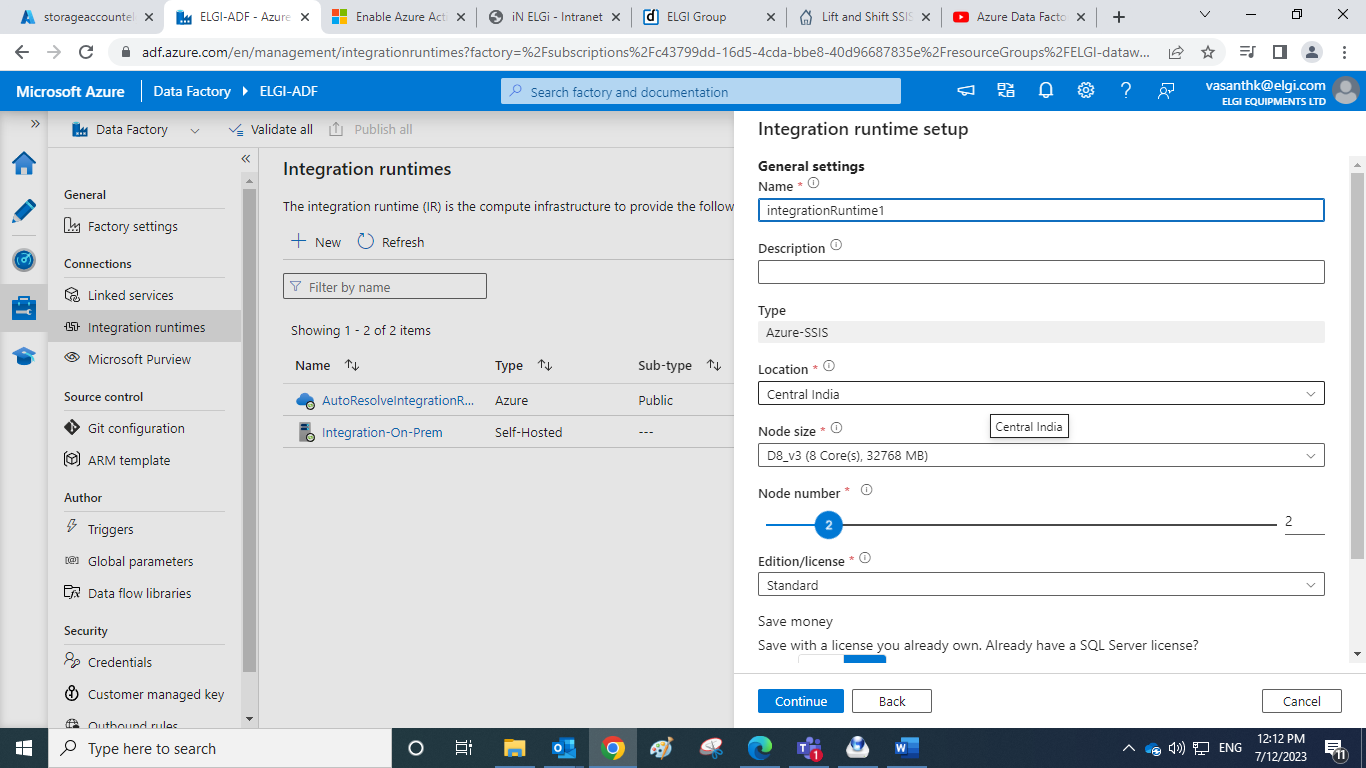 storageaccountel
ELGI-ADF - Azure
Enable Azure Act
iN ELGi - Intranet
ELGI Group
Lift and Shift SSIS
Azure Data Facto
adf.azure.com/en/management/integrationruntimes?factory=%2Fsubscriptions%2Fc43799dd-16d5-4cda-bbe8-40d96687835e%2FresourceGroups%2FELGI-dataw...
Microsoft Azure
Data Factory
ELGI-ADF
Search factory and documentation
vasanthk@elgi.com
ELGI EQUIPMENTS LTD
Data Factory
Validate all
Publish all
General
Factory settings
Connections
Linked services
Integration runtimes
Microsoft Purview
Source control
Git configuration
ARM template
Author
Triggers
Global parameters
Data flow libraries
Security
Credentials
Customer managed key
Outbound rules
Integration runtimes
The integration runtime (IR) is the compute infrastructure to provide the follow
New
Refresh
Filter by name
Showing 1 - 2 of 2 items
Name Type Sub-type
AutoResolveIntegrationR... Azure Public
Integration-On-Prem Self-Hosted ---
Integration runtime setup
General settings
Name *
integrationRuntime1
Description
Type
Azure-SSIS
Location *
Central India
Central India
Node size *
D8_v3 (8 Core(s), 32768 MB)
Node number *
2
2
Edition/license *
Standard
Save money
Save with a license you already own. Already have a SQL Server license?
Continue
Back
Cancel
Type here to search
1
ENG
12:12 PM
7/12/2023
11